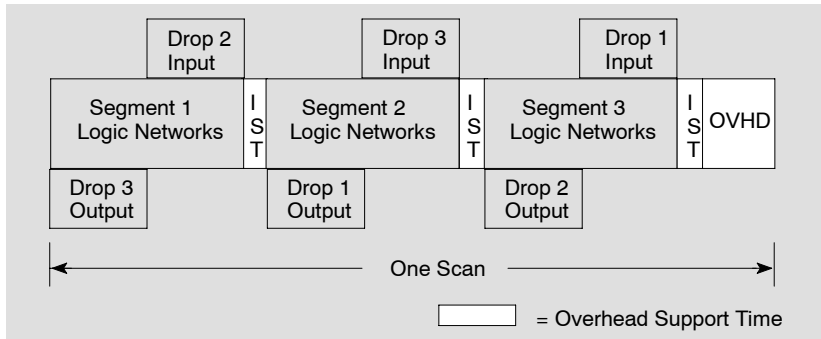 Drop 2
Input
Drop 3
Input
Drop 1
Input
Segment 1
Logic Networks
I
S
T
Segment 2
Logic Networks
I
S
T
Segment 3
Logic Networks
I
S
T
OVHD
Drop 3
Output
Drop 1
Output
Drop 2
Output
One Scan
= Overhead Support Time